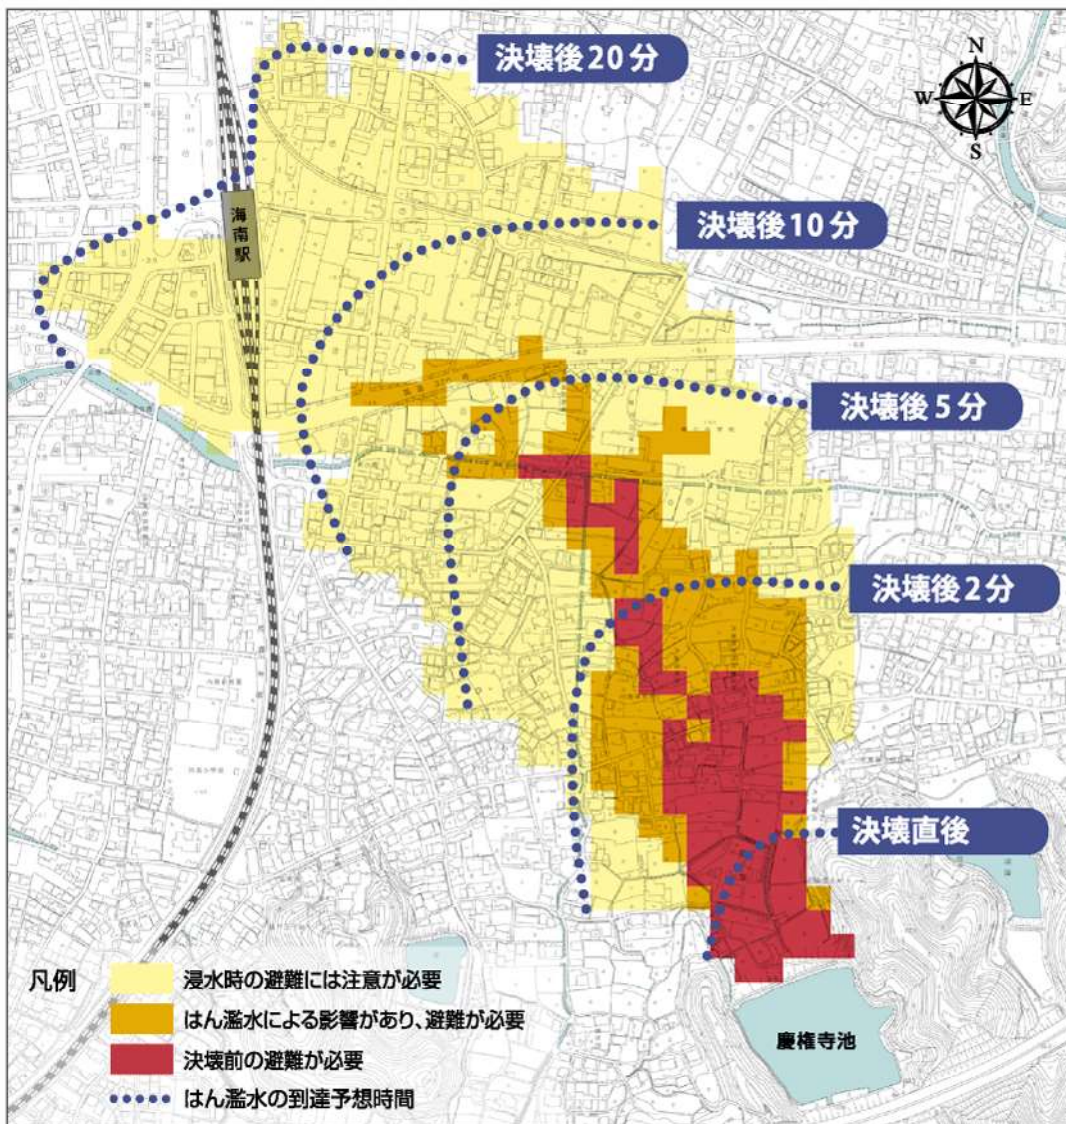 決壊後20分
N
W
E
S
海南駅
決壊後10分
決壊後5分
決壊後2分
決壊直後
凡例
浸水時の避難には注意が必要
はん濫水による影響があり、避難が必要
決壊前の避難が必要
はん濫水の到達予想時間
慶権寺池